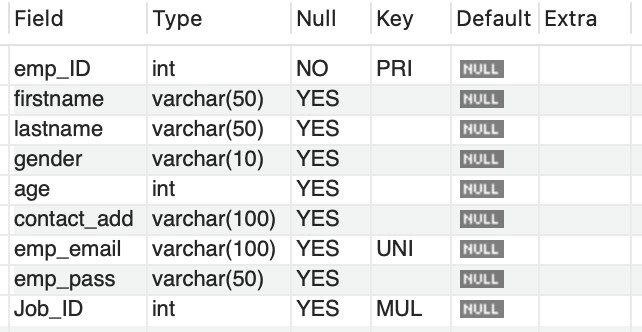 Field Type Null Key Default Extra
emp_ID int NO PRI NULL
firstname varchar(50) YES NULL
lastname varchar(50) YES NULL
gender varchar(10) YES NULL
age int YES NULL
contact_add varchar(100) YES NULL
emp_email varchar(100) YES UNI NULL
emp_pass varchar(50) YES NULL
Job_ID int YES MUL NULL